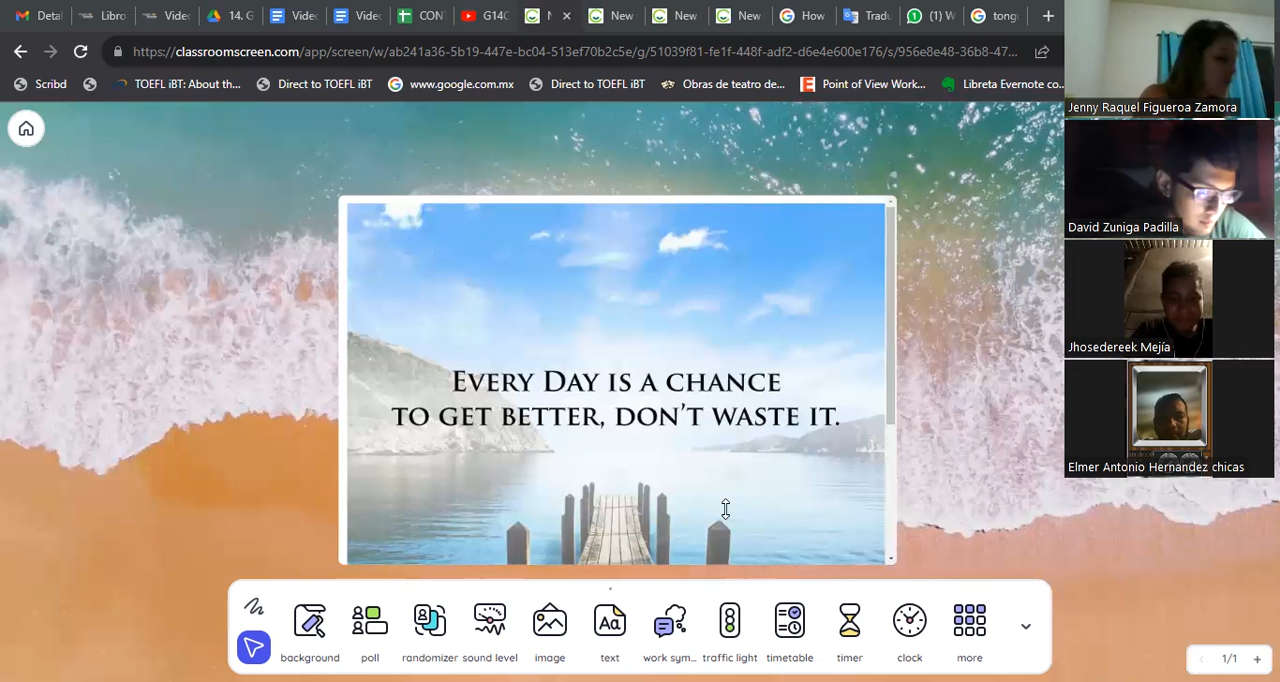 Detal
Libro
Videc
14. G
Videc
Videc
CON
G14C
N
New
New
New
How
Tradu
(1) W
tong
https://classroomscreen.com/app/screen/w/ab241a36-5b19-447e-bc04-513ef70b2c5e/g/51039f81-fe1f-448f-adf2-d6e4e600e176/s/956e8e48-36b8-47...
Scribd
TOEFL iBT: About th...
Direct to TOEFL iBT
www.google.com.mx
Direct to TOEFL iBT
Obras de teatro de...
Point of View Work...
Libreta Evernote co...
Jenny Raquel Figueroa Zamora
David Zuniga Padilla
Jhosedereek Mejía
Elmer Antonio Hernandez chicas
EVERY DAY IS A CHANCE
TO GET BETTER, DON'T WASTE IT.
background
poll
randomizer
sound level
image
Aa
text
work sym...
traffic light
timetable
timer
clock
more
1/1